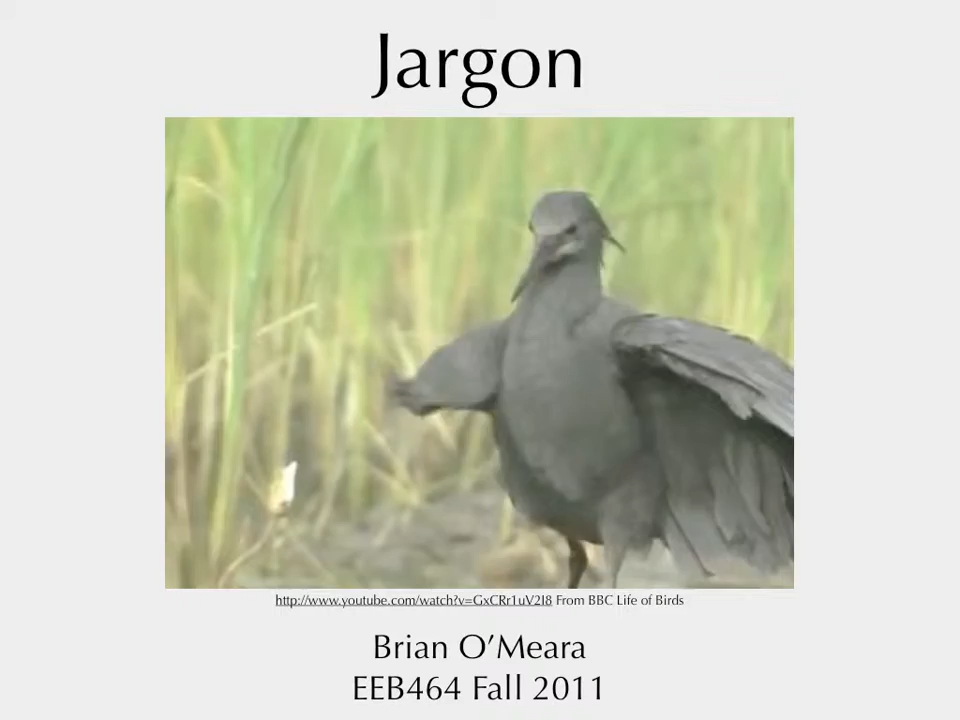 Jargon
http://www.youtube.com/watch?v=GxCRr1uV2I8 From BBC Life of Birds
Brian O’Meara
EEB464 Fall 2011